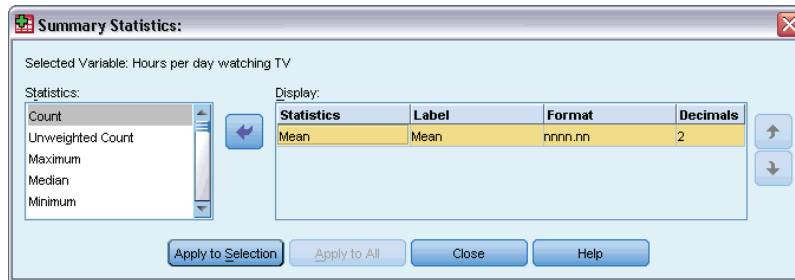 Summary Statistics:
Selected Variable: Hours per day watching TV
Statistics:
Count
Unweighted Count
Maximum
Median
Minimum
Display:
Statistics Label Format Decimals
Mean Mean nnnn.nn 2
Apply to Selection Apply to All Close Help